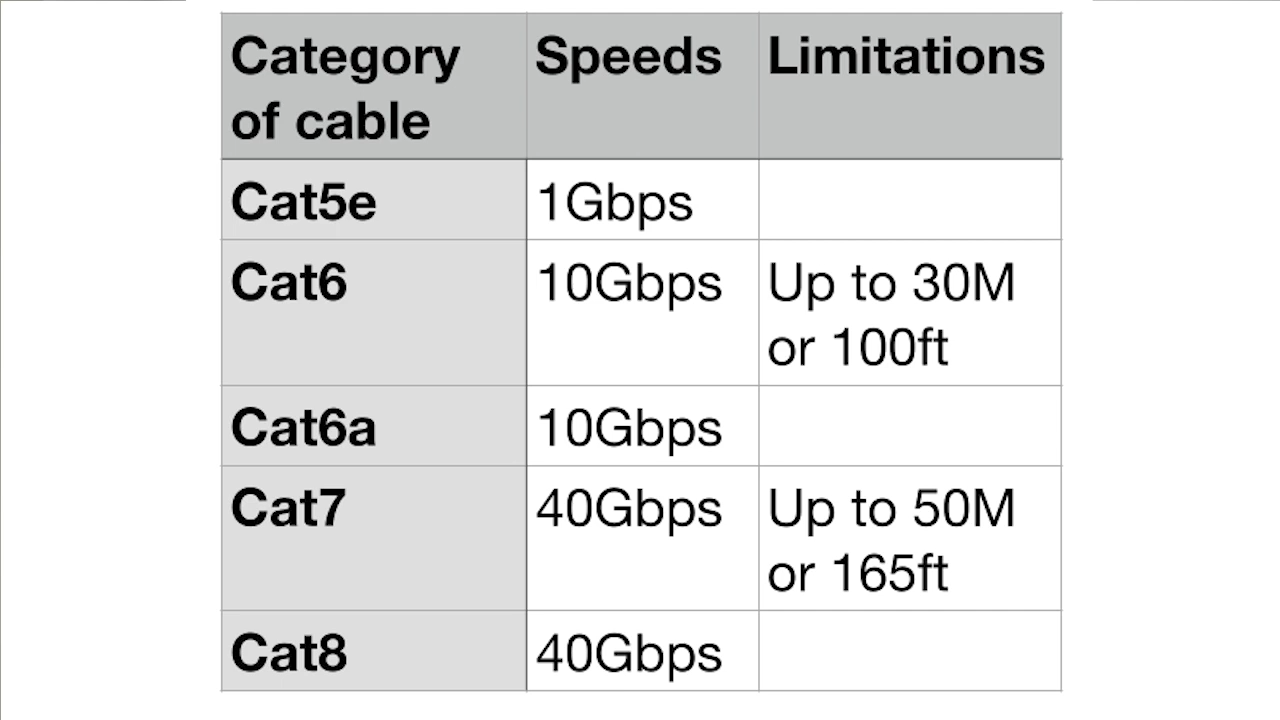 Category Speeds Limitations
of cable
Cat5e 1Gbps
Cat6 10Gbps Up to 30M
or 100ft
Cat6a 10Gbps
Cat7 40Gbps Up to 50M
or 165ft
Cat8 40Gbps